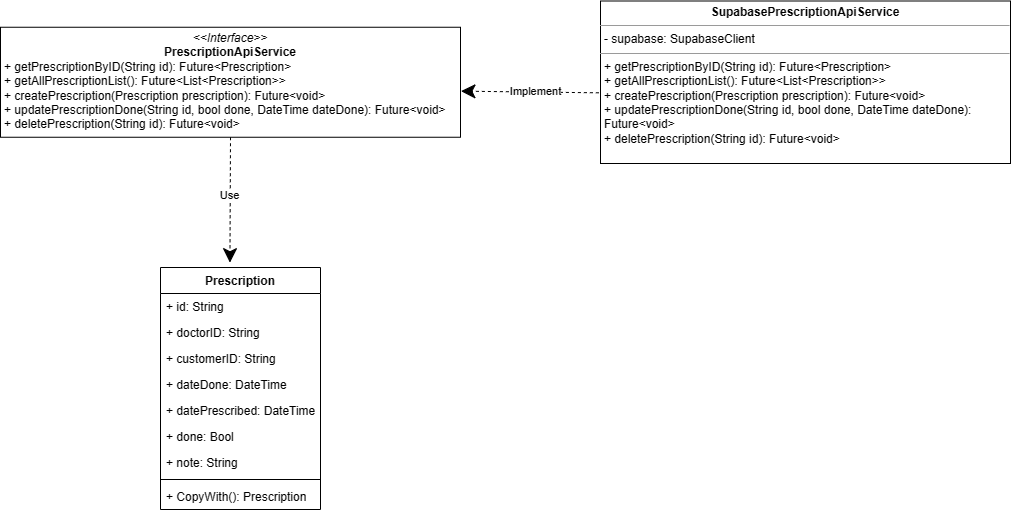 <<Interface>>
PrescriptionApiService
+ getPrescriptionByID(String id): Future<Prescription>
+ getAllPrescriptionList(): Future<List<Prescription>>
+ createPrescription(Prescription prescription): Future<void>
+ updatePrescriptionDone(String id, bool done, DateTime dateDone): Future<void>
+ deletePrescription(String id): Future<void>
Implement
SupabasePrescriptionApiService
- supabase: SupabaseClient
+ getPrescriptionByID(String id): Future<Prescription>
+ getAllPrescriptionList(): Future<List<Prescription>>
+ createPrescription(Prescription prescription): Future<void>
+ updatePrescriptionDone(String id, bool done, DateTime dateDone):
Future<void>
+ deletePrescription(String id): Future<void>
Use
Prescription
+ id: String
+ doctorID: String
+ customerID: String
+ dateDone: DateTime
+ datePrescribed: DateTime
+ done: Bool
+ note: String
+ CopyWith(): Prescription